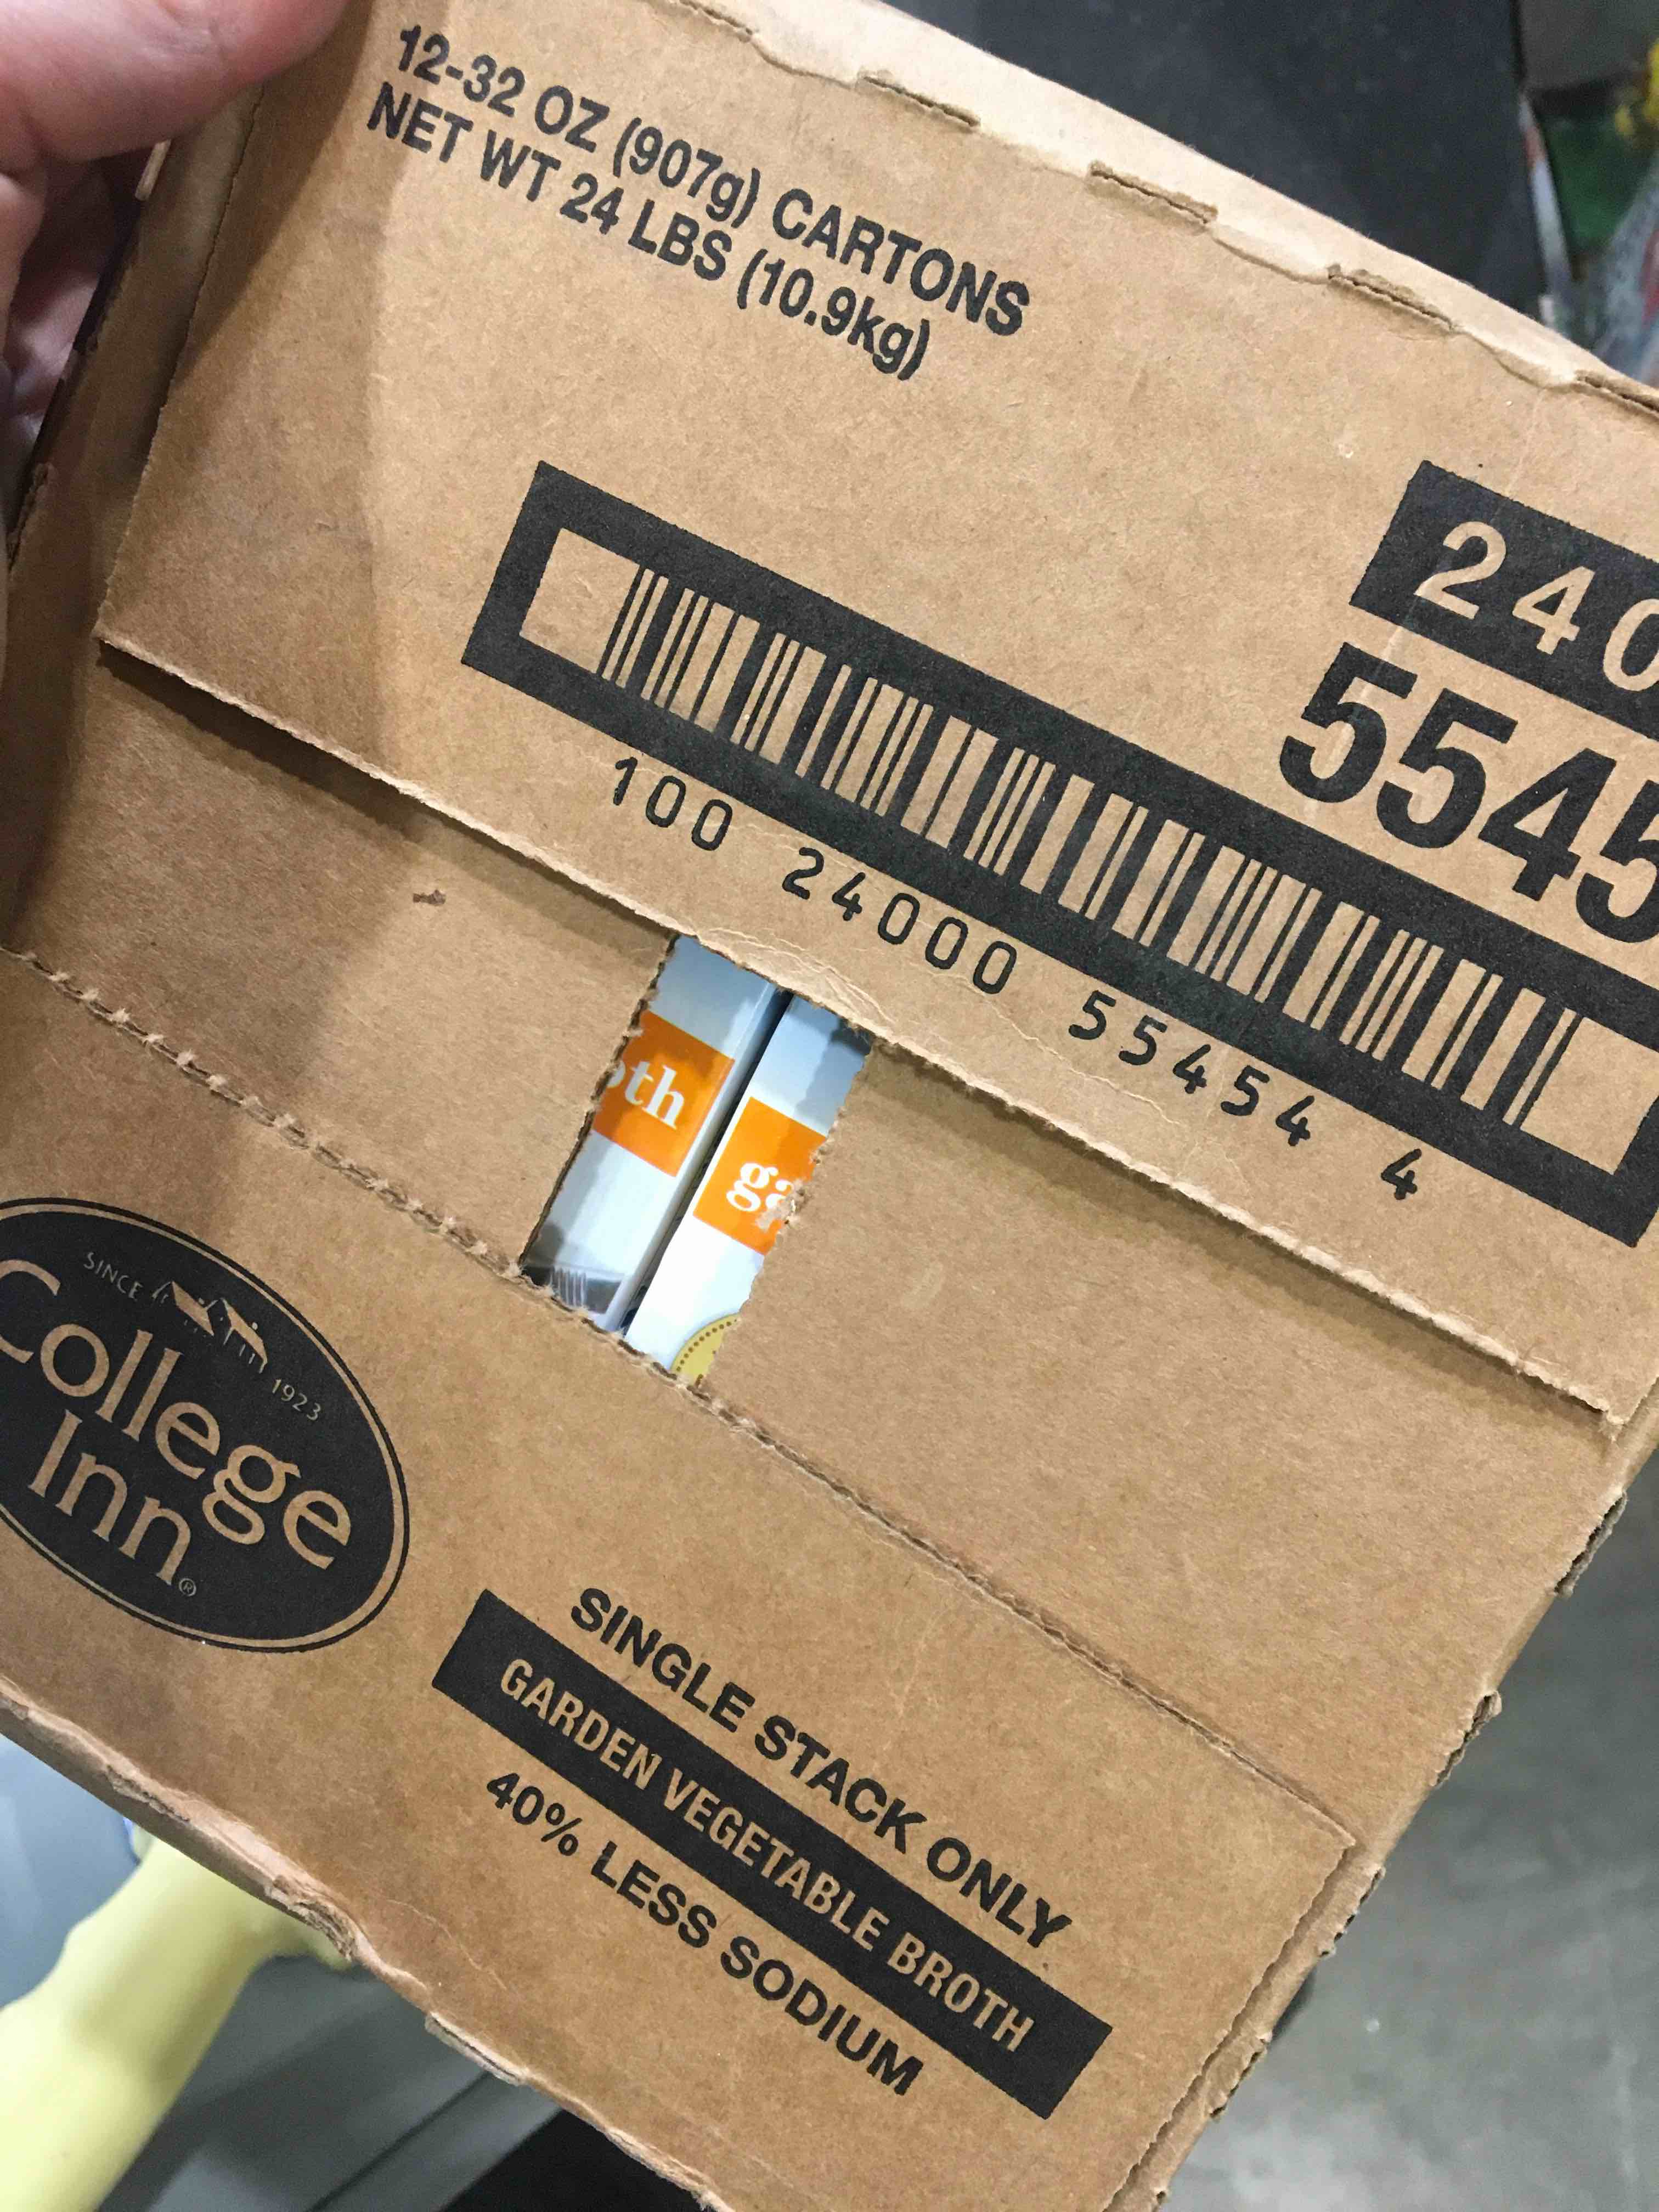 12-32 OZ (907g) CARTONS
NET WT 24 LBS (10.9kg)
240
5545
100 24000 55454 4
th
ga
SINCE 1923
College
Inn®
SINGLE STACK ONLY
GARDEN VEGETABLE BROTH
40% LESS SODIUM